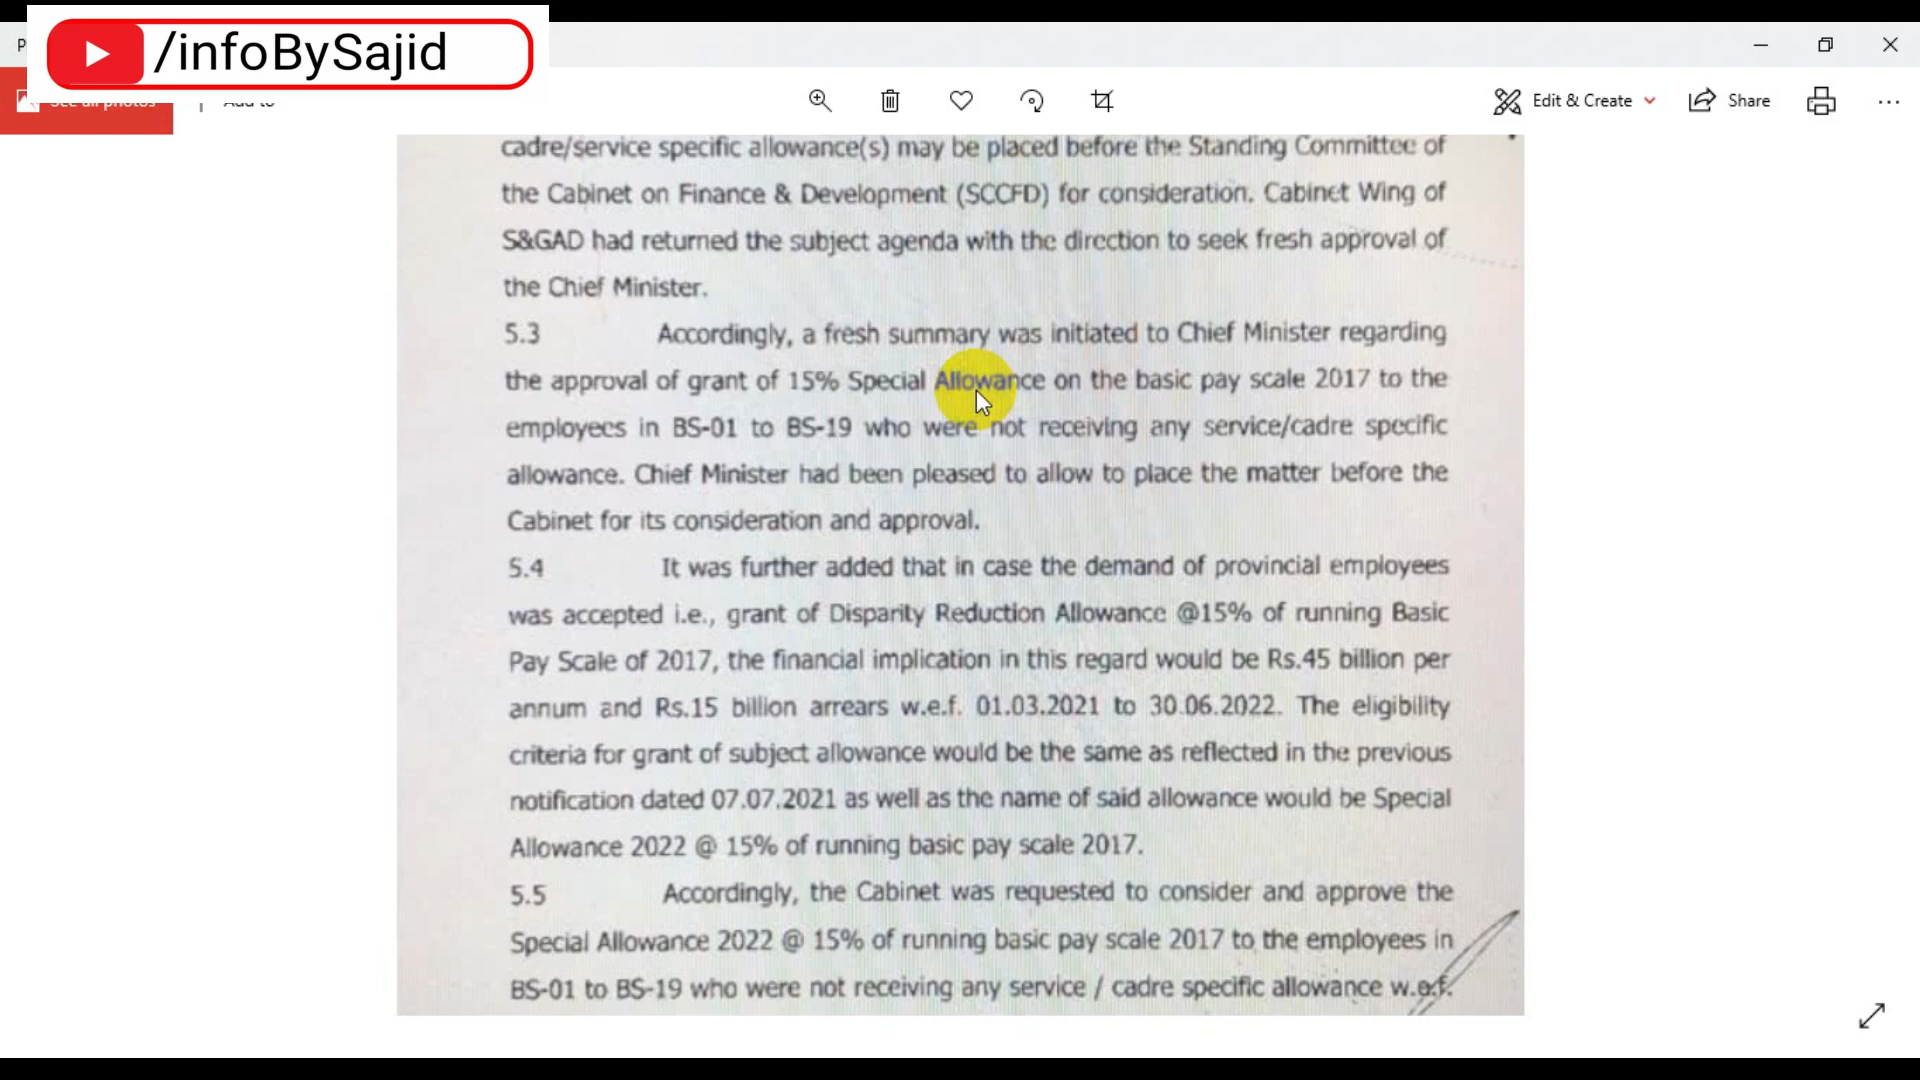 /infoBySajid
See all photos
Add to
Edit & Create
Share
cadre/service specific allowance(s) may be placed before the Standing Committee of
the Cabinet on Finance & Development (SCCFD) for consideration. Cabinet Wing of
S&GAD had returned the subject agenda with the direction to seek fresh approval of
the Chief Minister.
5.3 Accordingly, a fresh summary was initiated to Chief Minister regarding
the approval of grant of 15% Special Allowance on the basic pay scale 2017 to the
employees in BS-01 to BS-19 who were not receiving any service/cadre specific
allowance. Chief Minister had been pleased to allow to place the matter before the
Cabinet for its consideration and approval.
5.4 It was further added that in case the demand of provincial employees
was accepted i.e., grant of Disparity Reduction Allowance @15% of running Basic
Pay Scale of 2017, the financial implication in this regard would be Rs.45 billion per
annum and Rs.15 billion arrears w.e.f. 01.03.2021 to 30.06.2022. The eligibility
criteria for grant of subject allowance would be the same as reflected in the previous
notification dated 07.07.2021 as well as the name of said allowance would be Special
Allowance 2022 @ 15% of running basic pay scale 2017.
5.5 Accordingly, the Cabinet was requested to consider and approve the
Special Allowance 2022 @ 15% of running basic pay scale 2017 to the employees in
BS-01 to BS-19 who were not receiving any service / cadre specific allowance w.e.f.